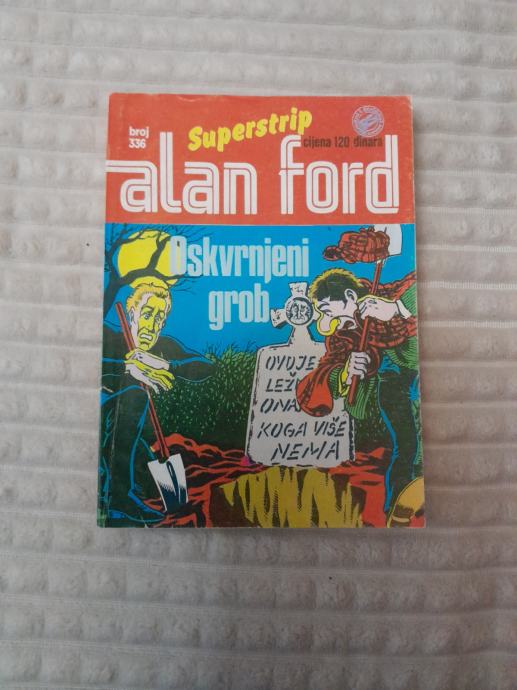 broj
336
Superstrip
cijena 120 dinara
alan ford
Oskvrnjeni
grob
OVDJE
LEŽI
ONAJ
KOGA VIŠE
NEMA